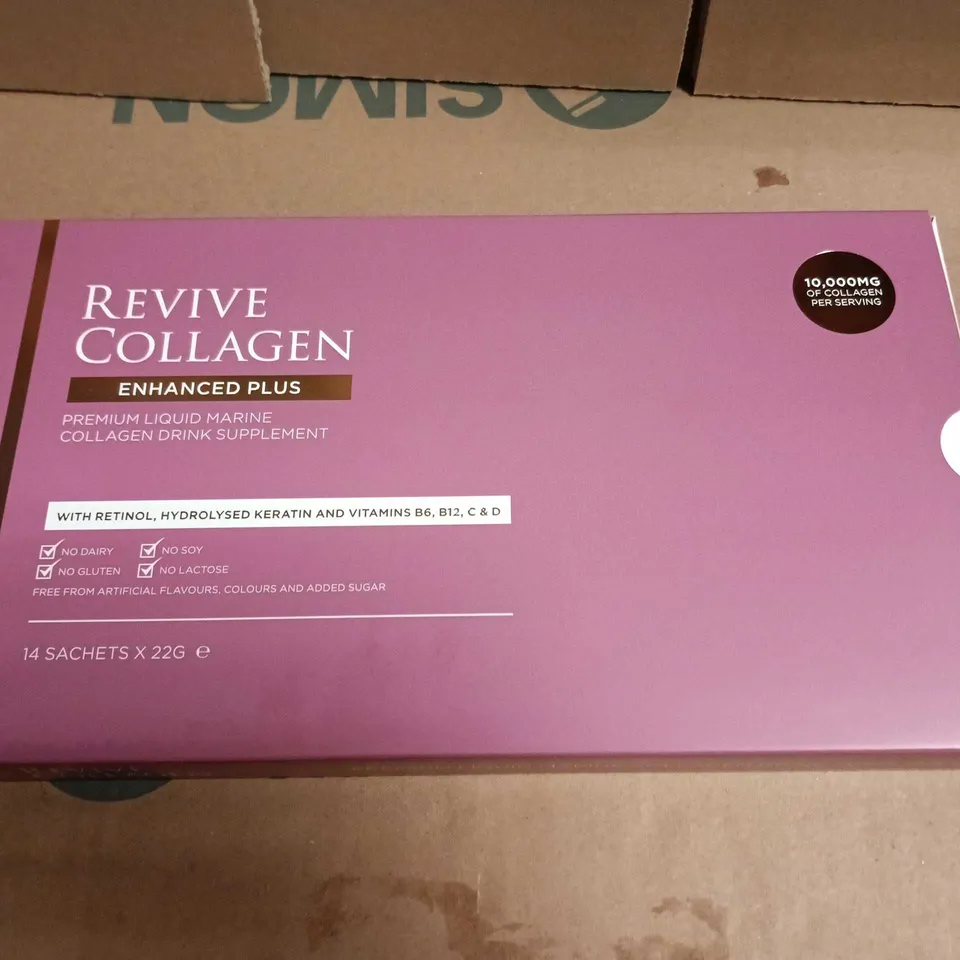 SIMON
REVIVE
COLLAGEN
ENHANCED PLUS
PREMIUM LIQUID MARINE
COLLAGEN DRINK SUPPLEMENT
WITH RETINOL, HYDROLYSED KERATIN AND VITAMINS B6, B12, C & D
NO DAIRY NO SOY
NO GLUTEN NO LACTOSE
FREE FROM ARTIFICIAL FLAVOURS, COLOURS AND ADDED SUGAR
14 SACHETS X 22G ℮
10,000MG
OF COLLAGEN
PER SERVING